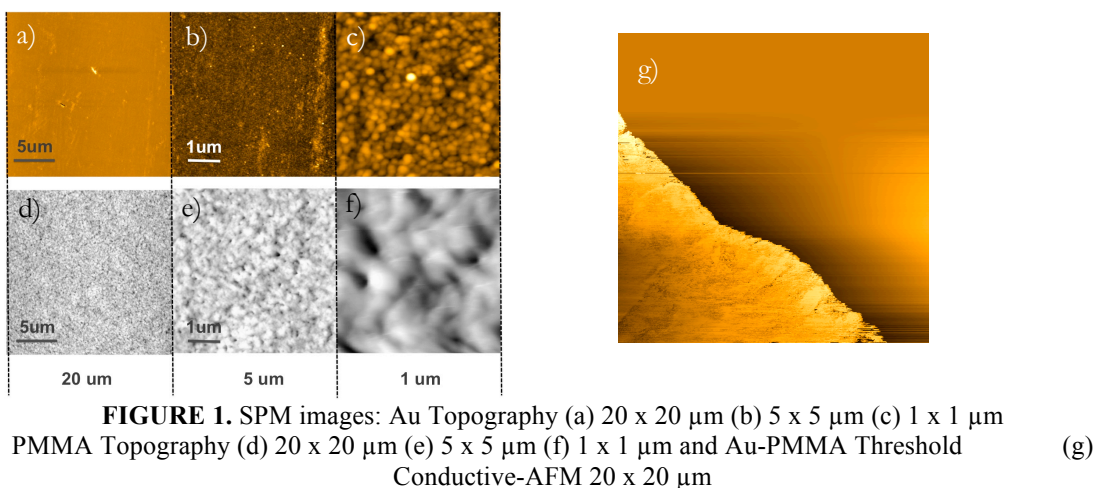 a)
b)
c)
5um
1um
d)
e)
f)
5um
1um
20 um
5 um
1 um
g)
FIGURE 1. SPM images: Au Topography (a) 20 x 20 µm (b) 5 x 5 µm (c) 1 x 1 µm
PMMA Topography (d) 20 x 20 µm (e) 5 x 5 µm (f) 1 x 1 µm and Au-PMMA Threshold (g)
Conductive-AFM 20 x 20 µm